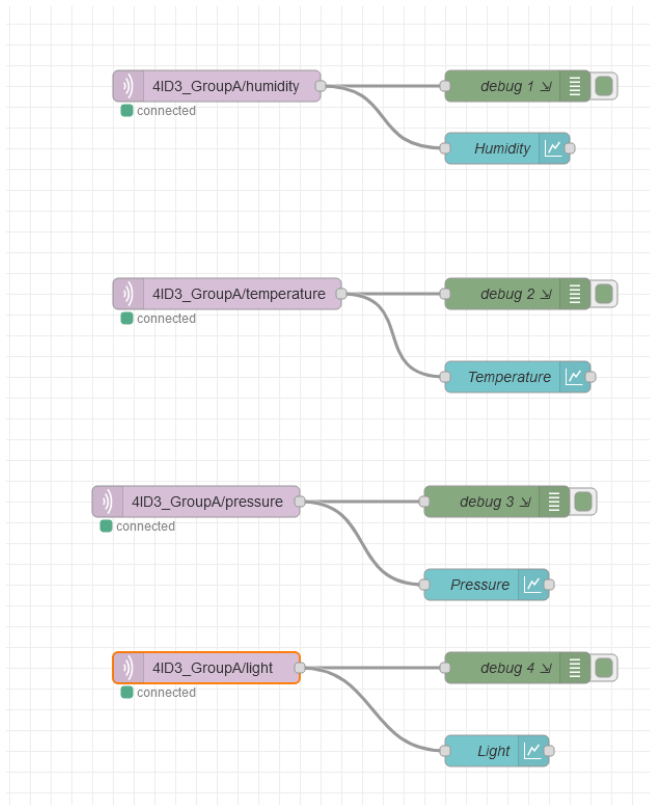 4ID3_GroupA/humidity
debug 1
connected
Humidity
4ID3_GroupA/temperature
debug 2
connected
Temperature
4ID3_GroupA/pressure
debug 3
connected
Pressure
4ID3_GroupA/light
debug 4
connected
Light